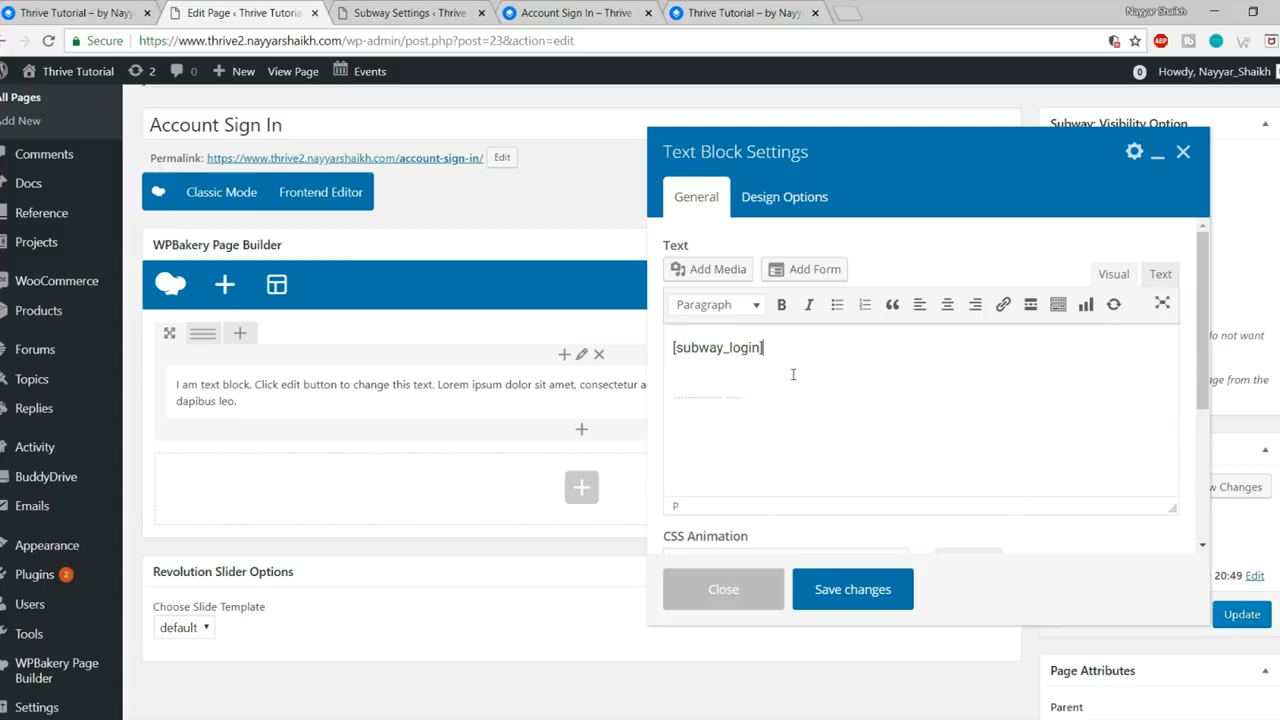 Thrive Tutorial – by Nayy
Edit Page ‹ Thrive Tutoria
Subway Settings ‹ Thrive
Account Sign In – Thrive
Thrive Tutorial – by Nayy
Nayyar Shaikh
Secure
https://www.thrive2.nayyarshaikh.com/wp-admin/post.php?post=23&action=edit
Thrive Tutorial 2 0 New View Page Events
0 Howdy, Nayyar_Shaikh
All Pages
Add New
Comments
Docs
Reference
Projects
WooCommerce
Products
Forums
Topics
Replies
Activity
BuddyDrive
Emails
Appearance
Plugins 2
Users
Tools
WPBakery Page
Builder
Settings
Account Sign In
Permalink: https://www.thrive2.nayyarshaikh.com/account-sign-in/ Edit
Classic Mode Frontend Editor
WPBakery Page Builder
I am text block. Click edit button to change this text. Lorem ipsum dolor sit amet, consectetur a
dapibus leo.
Revolution Slider Options
Choose Slide Template
default
Text Block Settings
General Design Options
Text
Add Media Add Form
Visual Text
Paragraph B I
[subway_login]
P
CSS Animation
Close Save changes
Subway: Visibility Option
do not want
ge from the
w Changes
20:49 Edit
Update
Page Attributes
Parent